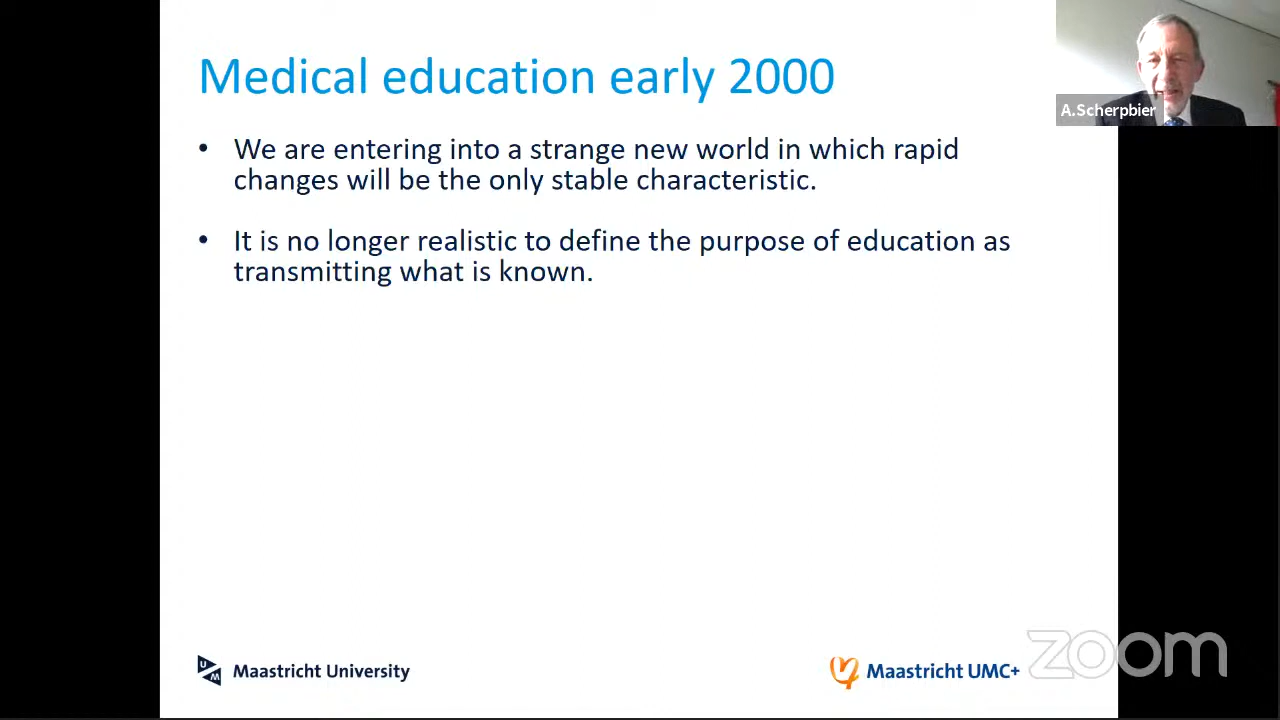 Medical education early 2000
A.Scherpbier
• We are entering into a strange new world in which rapid
changes will be the only stable characteristic.
• It is no longer realistic to define the purpose of education as
transmitting what is known.
UM Maastricht University
Maastricht UMC+
zoom